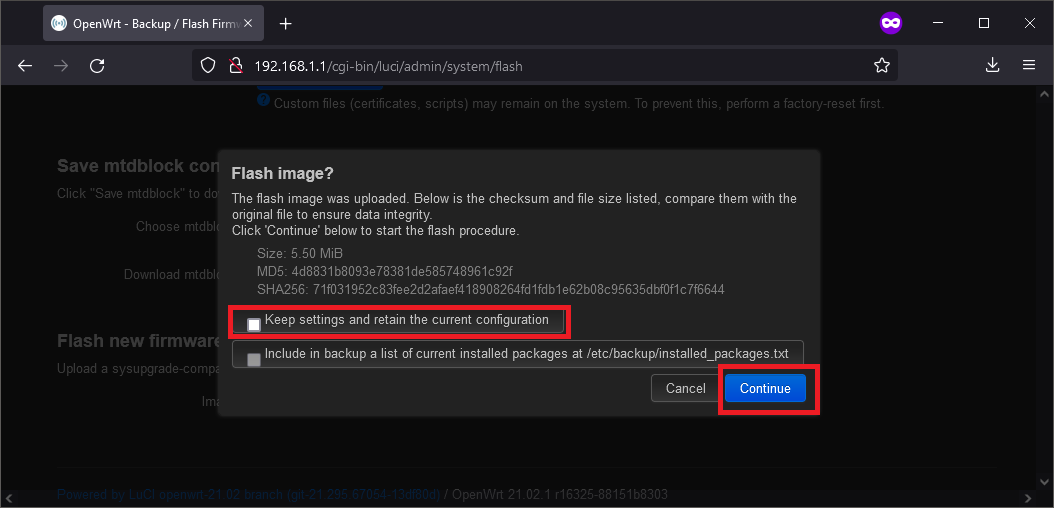 OpenWrt - Backup / Flash Firmw
192.168.1.1/cgi-bin/luci/admin/system/flash
Custom files (certificates, scripts) may remain on the system. To prevent this, perform a factory-reset first.
Save mtdblock con
Click "Save mtdblock" to do
Choose mtdbl
Download mtdblo
Flash new firmware
Upload a sysupgrade-compa
Ima
Flash image?
The flash image was uploaded. Below is the checksum and file size listed, compare them with the
original file to ensure data integrity.
Click 'Continue' below to start the flash procedure.
Size: 5.50 MiB
MD5: 4d8831b8093e78381de585748961c92f
SHA256: 71f031952c83fee2d2afaef418908264fd1fdb1e62b08c95635dbf0f1c7f6644
Keep settings and retain the current configuration
Include in backup a list of current installed packages at /etc/backup/installed_packages.txt
Cancel
Continue
Powered by LuCI openwrt-21.02 branch (git-21.295.67054-13df80d) / OpenWrt 21.02.1 r16325-88151b8303